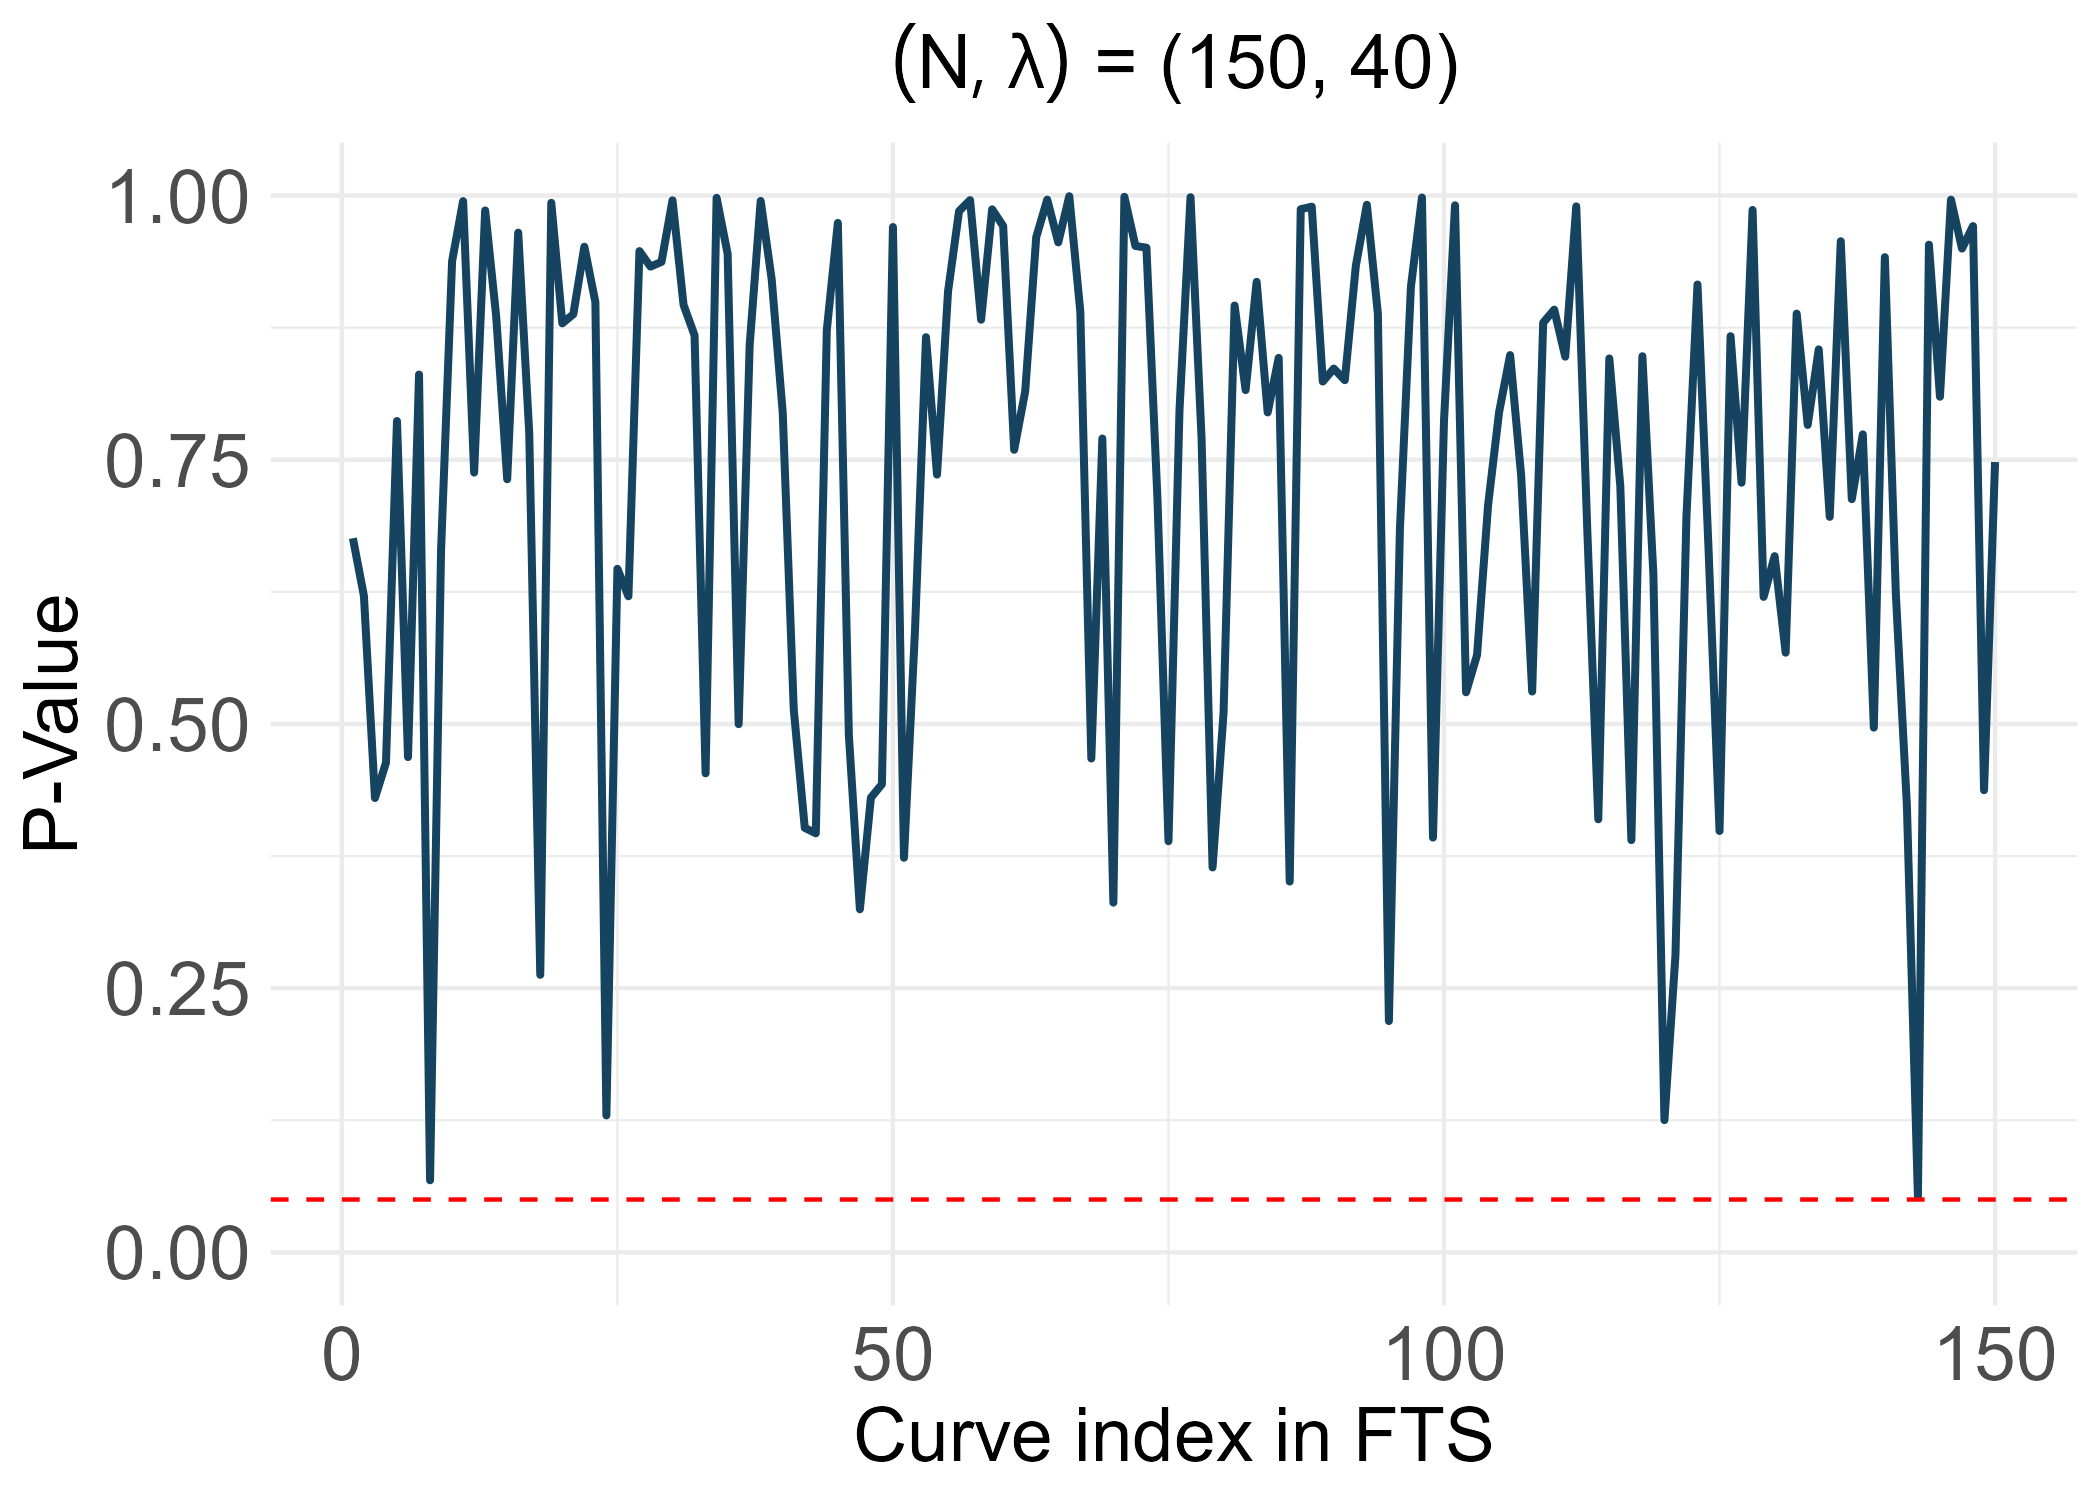 (N, λ) = (150, 40)
1.00
0.75
0.50
0.25
0.00
P-Value
0 50 100 150
Curve index in FTS